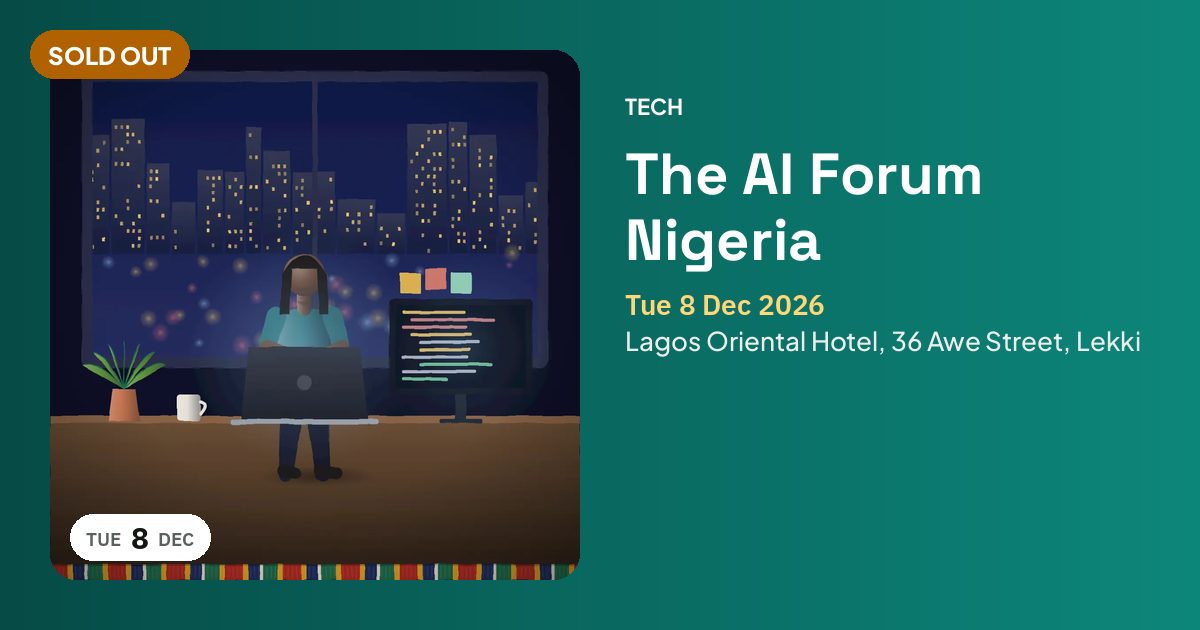 SOLD OUT
TUE 8 DEC
TECH
The AI Forum
Nigeria
Tue 8 Dec 2026
Lagos Oriental Hotel, 36 Awe Street, Lekki